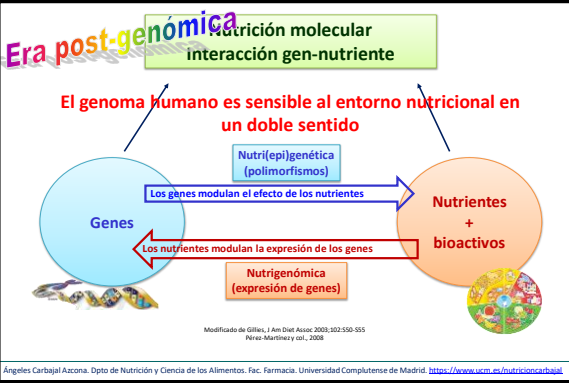 Era post-genómica
Nutrición molecular
interacción gen-nutriente
El genoma humano es sensible al entorno nutricional en
un doble sentido
Nutri(epi)genética
(polimorfismos)
Los genes modulan el efecto de los nutrientes
Genes
Nutrientes
+
bioactivos
Los nutrientes modulan la expresión de los genes
Nutrigenómica
(expresión de genes)
Modificado de Gillies, J Am Diet Assoc 2003;102:S50-S55
Pérez-Martínez y col., 2008
Ángeles Carbajal Azcona. Dpto de Nutrición y Ciencia de los Alimentos. Fac. Farmacia. Universidad Complutense de Madrid. https://www.ucm.es/nutricioncarbajal